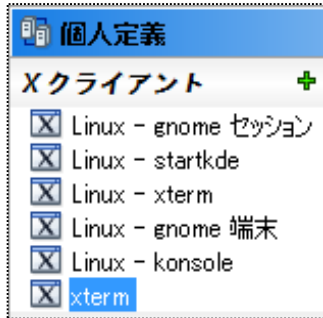 個人定義
X クライアント
Linux - gnome セッション
Linux - startkde
Linux - xterm
Linux - gnome 端末
Linux - konsole
xterm